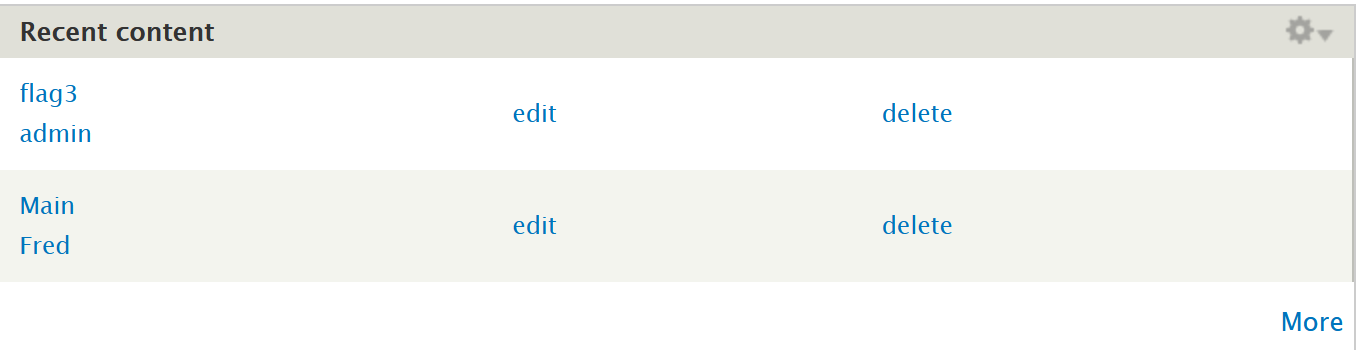 Recent content
flag3
admin
edit
delete
Main
Fred
edit
delete
More